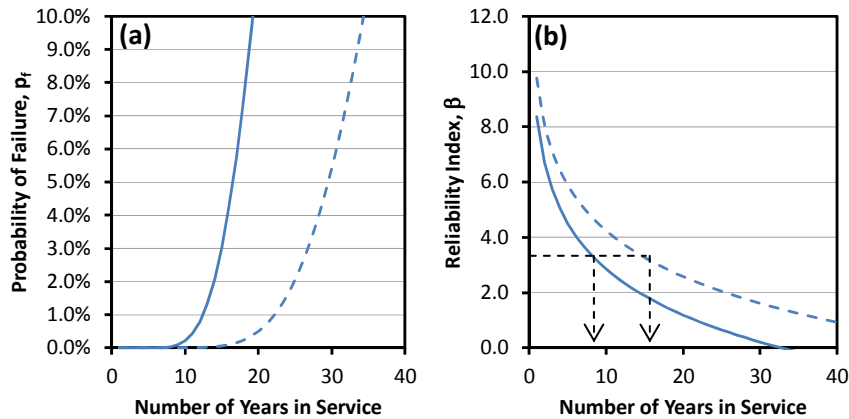 (a)
10.0%
9.0%
8.0%
7.0%
6.0%
5.0%
4.0%
3.0%
2.0%
1.0%
0.0%
0 10 20 30 40
Probability of Failure, pf
Number of Years in Service
(b)
12.0
10.0
8.0
6.0
4.0
2.0
0.0
0 10 20 30 40
Reliability Index, β
Number of Years in Service